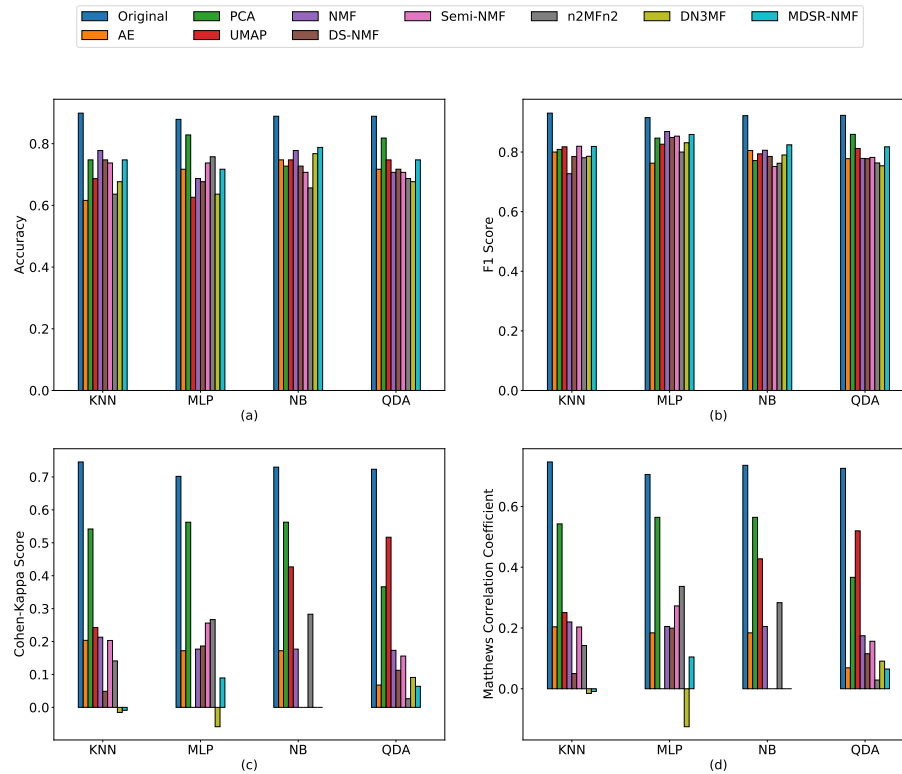 Original PCA NMF Semi-NMF n2MFn2 DN3MF MDSR-NMF
AE UMAP DS-NMF
Accuracy
0.8
0.6
0.4
0.2
0.0
KNN MLP NB QDA
(a)
F1 Score
0.8
0.6
0.4
0.2
0.0
KNN MLP NB QDA
(b)
Cohen-Kappa Score
0.7
0.6
0.5
0.4
0.3
0.2
0.1
0.0
KNN MLP NB QDA
(c)
Matthews Correlation Coefficient
0.6
0.4
0.2
0.0
KNN MLP NB QDA
(d)